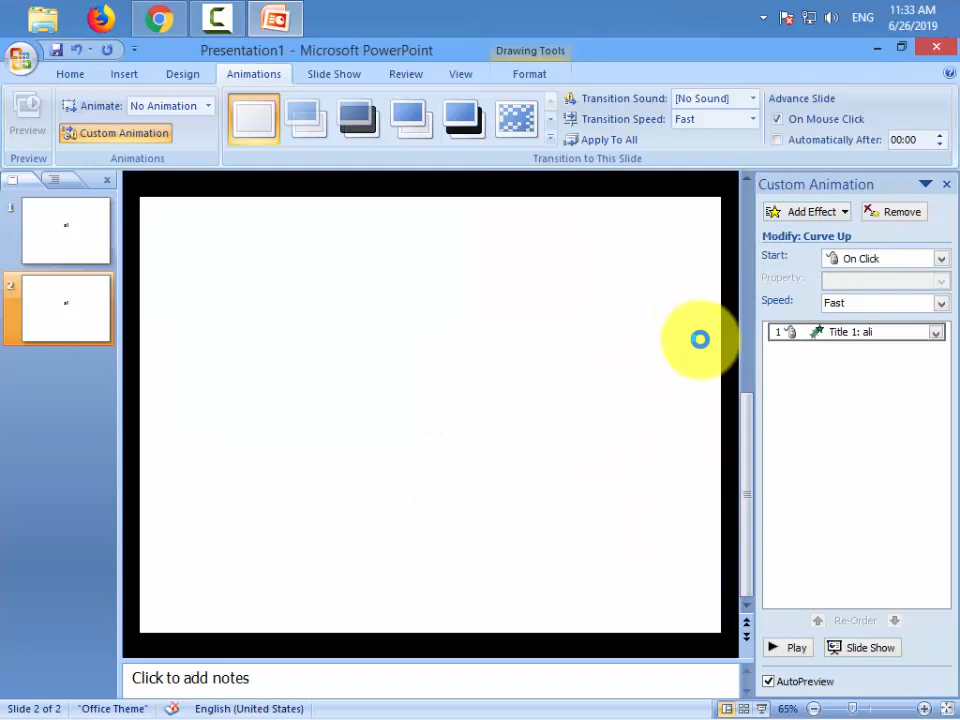 11:33 AM
ENG
6/26/2019
Presentation1 - Microsoft PowerPoint
Drawing Tools
Home Insert Design Animations Slide Show Review View Format
Preview
Animate: No Animation
Custom Animation
Transition Sound: [No Sound]
Transition Speed: Fast
Apply To All
Advance Slide
On Mouse Click
Automatically After: 00:00
Preview Animations Transition to This Slide
1
2
Custom Animation
Add Effect Remove
Modify: Curve Up
Start: On Click
Property:
Speed: Fast
1 Title 1: ali
Re-Order
Play Slide Show
AutoPreview
Click to add notes
Slide 2 of 2 "Office Theme" English (United States) 65%